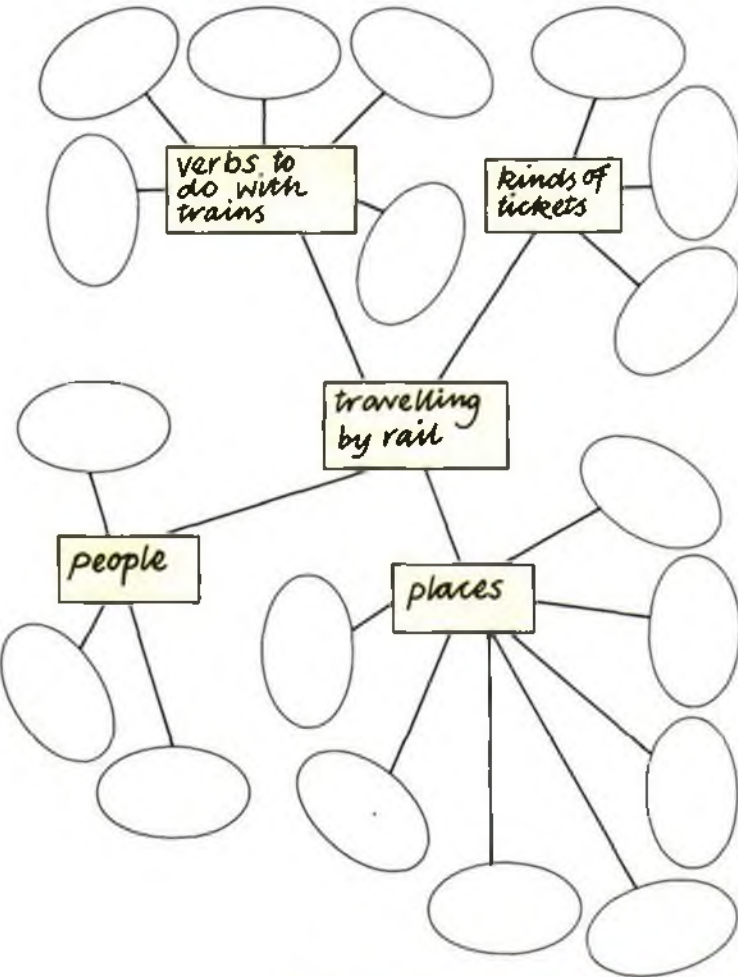 verbs to
do with
trains
kinds of
tickets
travelling
by rail
people
places